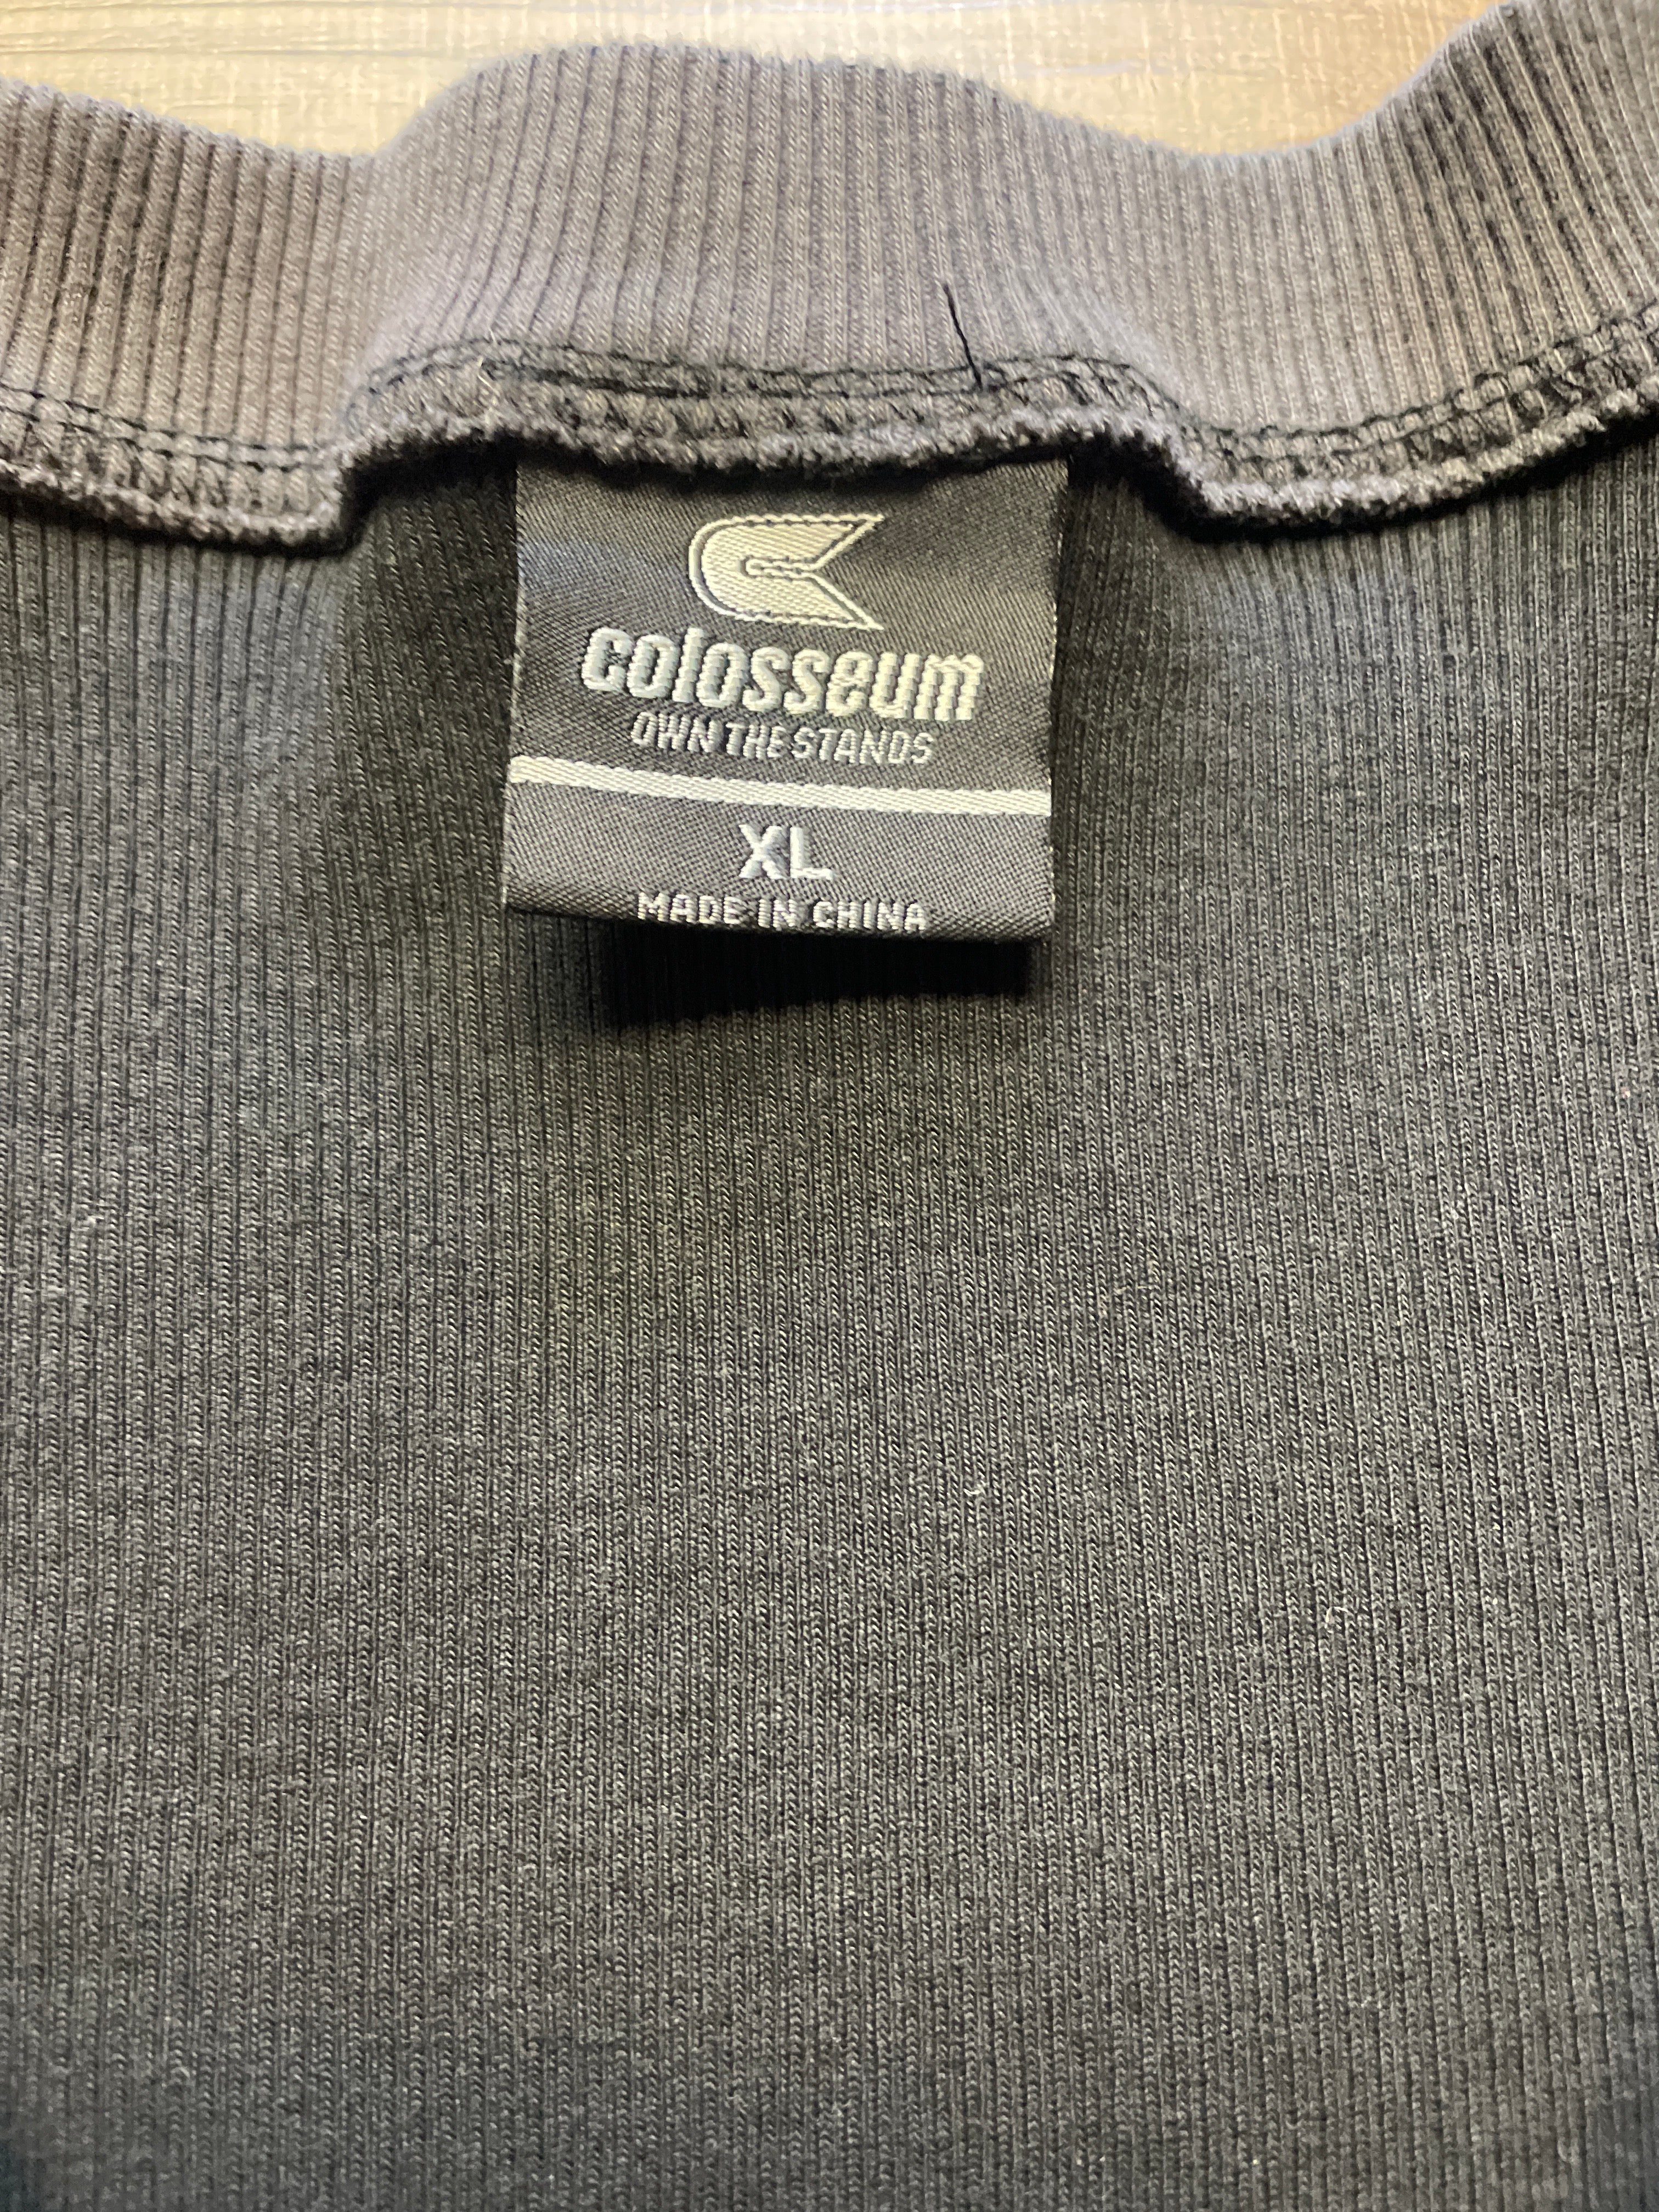 colosseum
OWN THE STANDS
XL
MADE IN CHINA